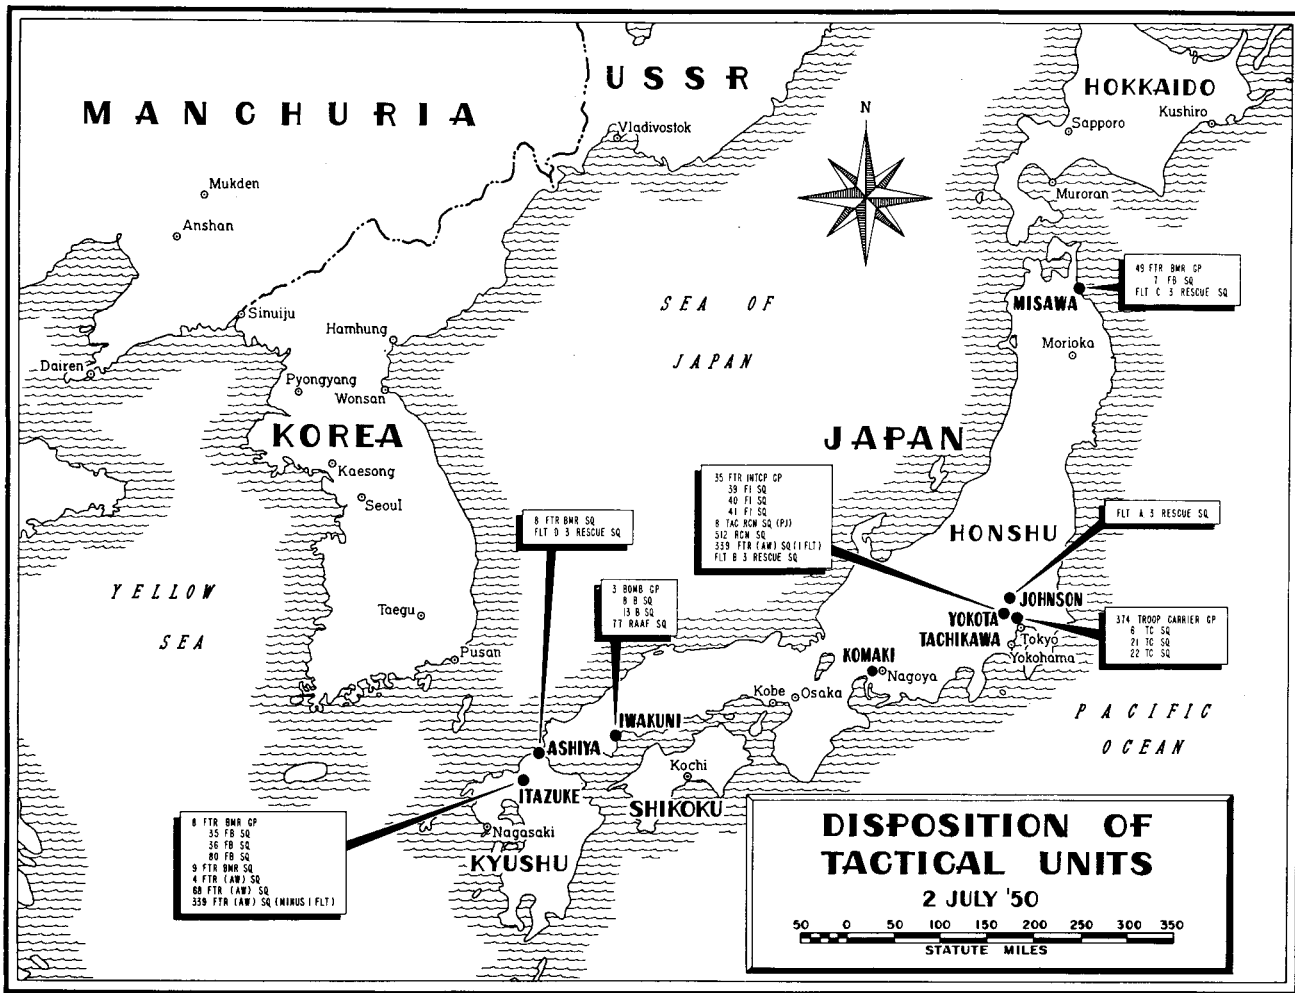 USSR
HOKKAIDO
MANCHURIA
Kushiro
Sapporo
Vladivostok
Mukden
Muroran
Anshan
49 FTR BMR GP
7 FB SQ
FLT C 3 RESCUE SQ
MISAWA
SEA OF
JAPAN
Sinuiju
Hamhung
Morioka
Dairen
Pyongyang
Wonsan
KOREA
JAPAN
Kaesong
Seoul
35 FTR INTCP GP
39 FI SQ
40 FI SQ
41 FI SQ
8 TAC RCN SQ (PJ)
512 RCN SQ
339 FTR (AW) SQ (1 FLT)
FLT B 3 RESCUE SQ
8 FTR BMR SQ
FLT D 3 RESCUE SQ
FLT A 3 RESCUE SQ
HONSHU
YELLOW
SEA
3 BOMB GP
8 B SQ
13 B SQ
77 RAAF SQ
Taegu
JOHNSON
YOKOTA
TACHIKAWA
Tokyo
Yokohama
374 TROOP CARRIER GP
6 TC SQ
21 TC SQ
22 TC SQ
Pusan
KOMAKI
Nagoya
Kobe
Osaka
PACIFIC
OCEAN
IWAKUNI
ASHIYA
Kochi
ITAZUKE
SHIKOKU
8 FTR BMR GP
35 FB SQ
36 FB SQ
80 FB SQ
9 FTR BMR SQ
4 FTR (AW) SQ
68 FTR (AW) SQ
339 FTR (AW) SQ (MINUS 1 FLT)
Nagasaki
KYUSHU
DISPOSITION OF
TACTICAL UNITS
2 JULY '50
50 0 50 100 150 200 250 300 350
STATUTE MILES
N